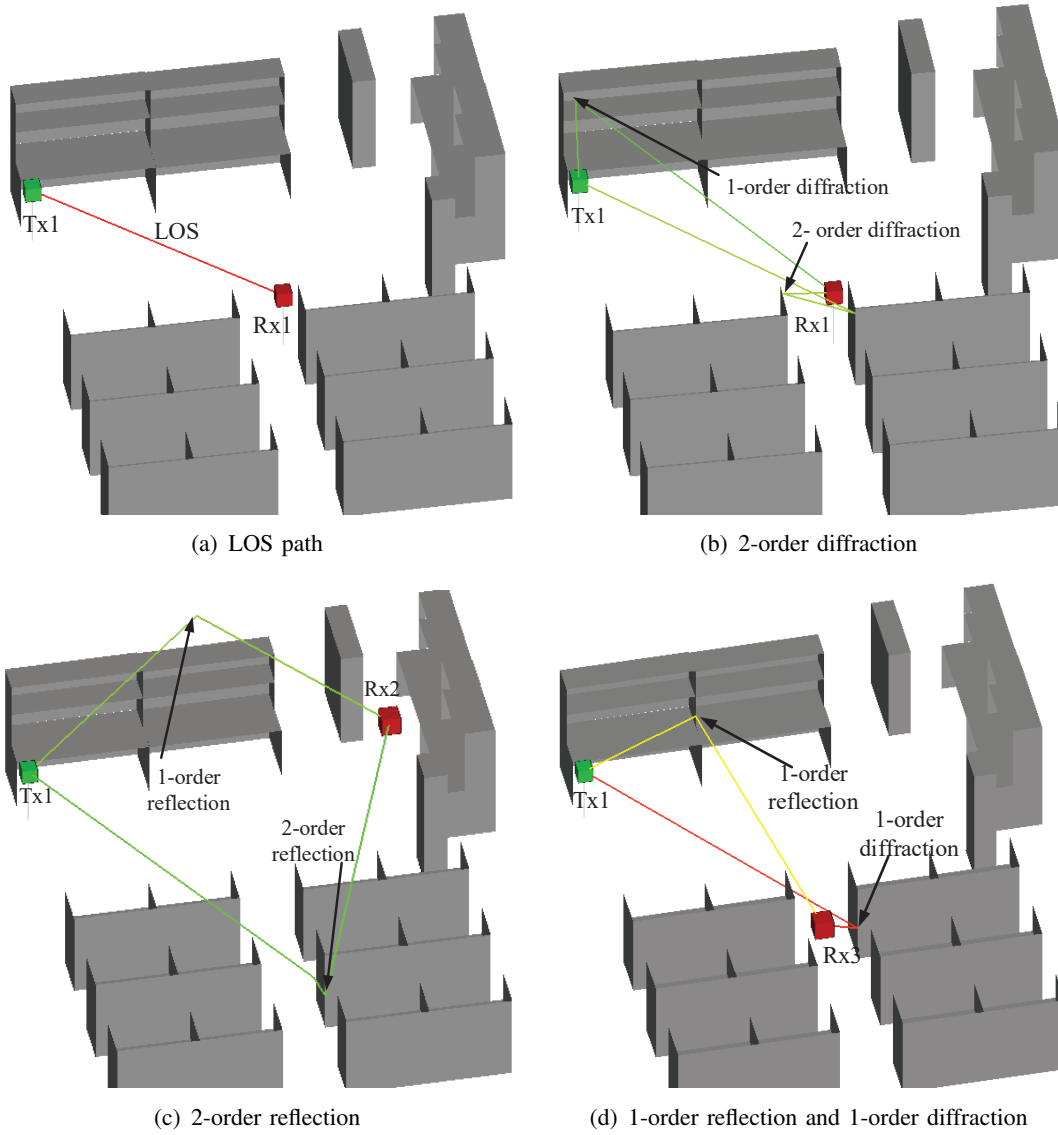 Tx1
LOS
Rx1
1-order diffraction
Tx1
2- order diffraction
Rx1
(a) LOS path
(b) 2-order diffraction
Rx2
1-order
reflection
Tx1
2-order
reflection
1-order
reflection
Tx1
1-order
diffraction
Rx3
(c) 2-order reflection
(d) 1-order reflection and 1-order diffraction